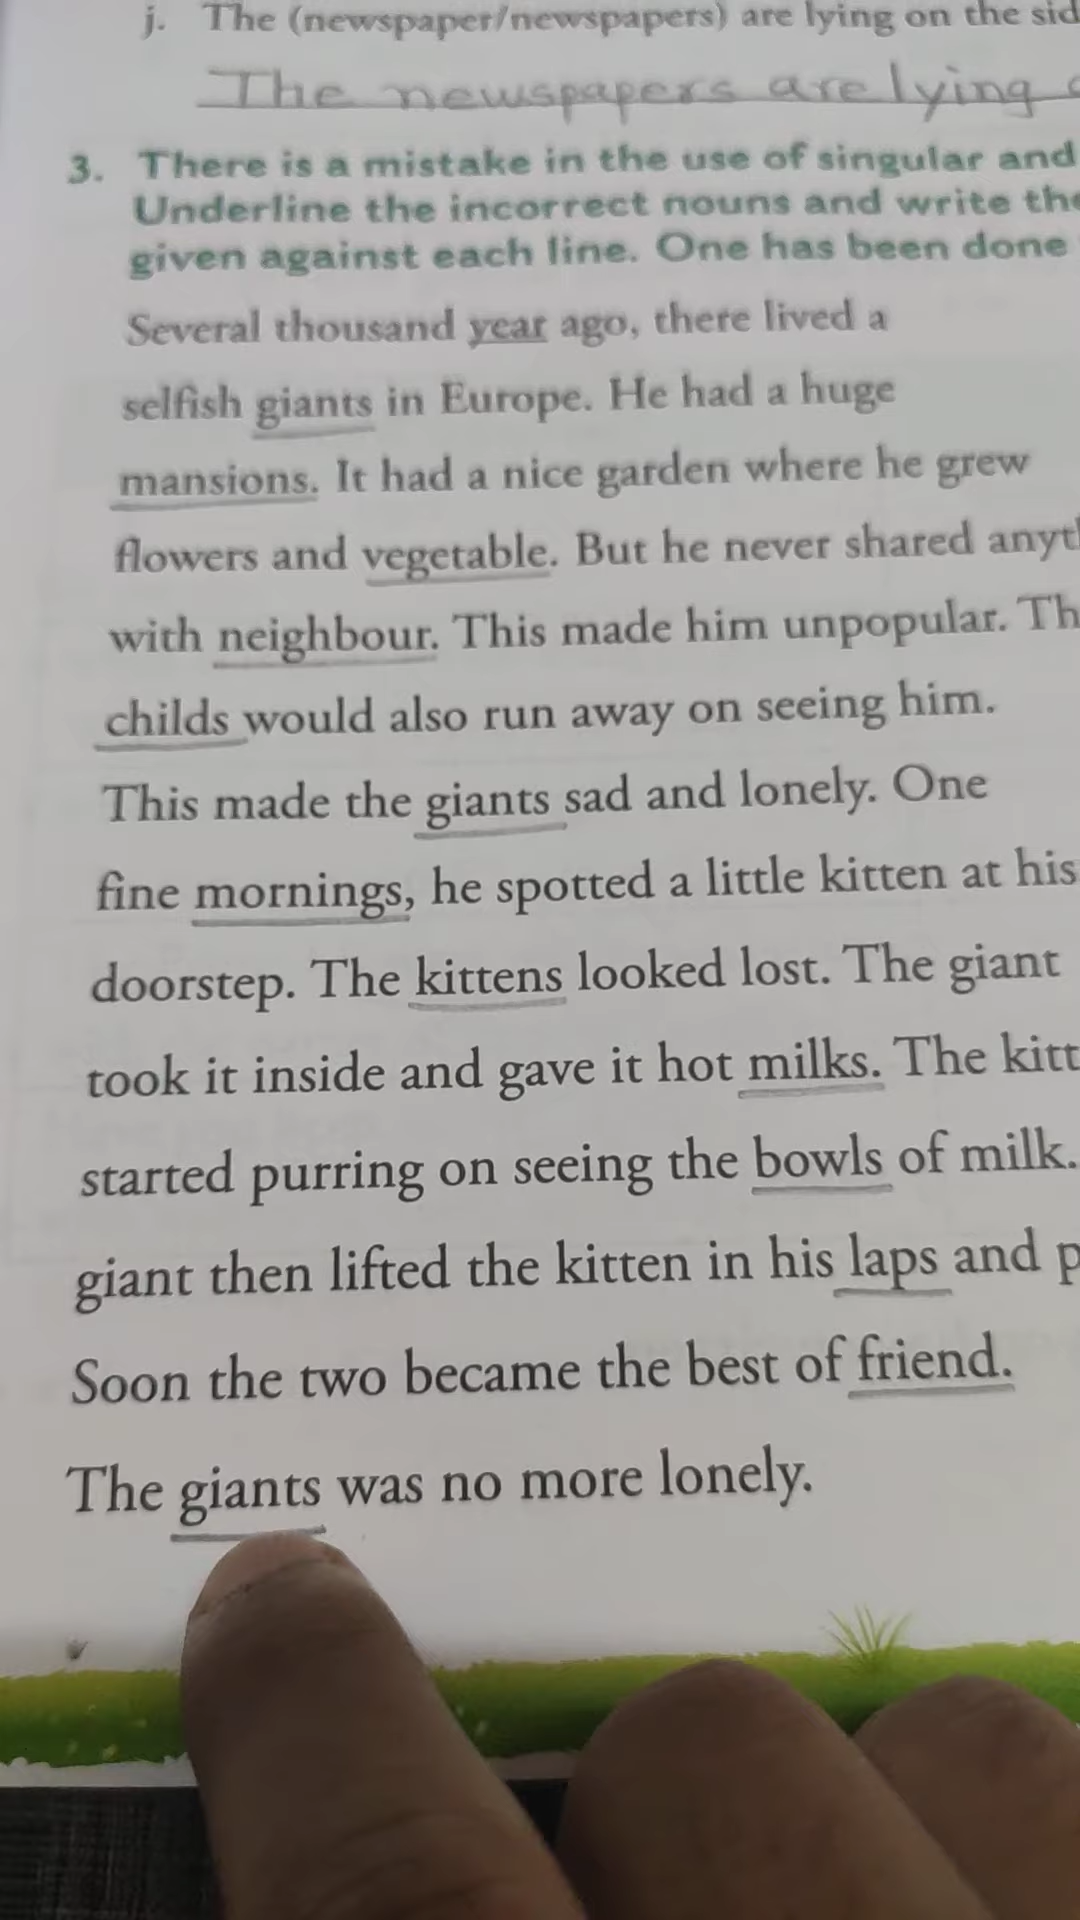 j. The (newspaper/newspapers) are lying on the
The newspapers are lying
3. There is a mistake in the use of singular and
Underline the incorrect nouns and write the
given against each line. One has been done
Several thousand year ago, there lived a
selfish giants in Europe. He had a huge
mansions. It had a nice garden where he grew
flowers and vegetable. But he never shared
with neighbour. This made him unpopular.
childs would also run away on seeing him.
This made the giants sad and lonely. One
fine mornings, he spotted a little kitten at his
doorstep. The kittens looked lost. The giant
took it inside and gave it hot milks. The
started purring on seeing the bowls of milk.
giant then lifted the kitten in his laps and
Soon the two became the best of friend.
The giants was no more lonely.